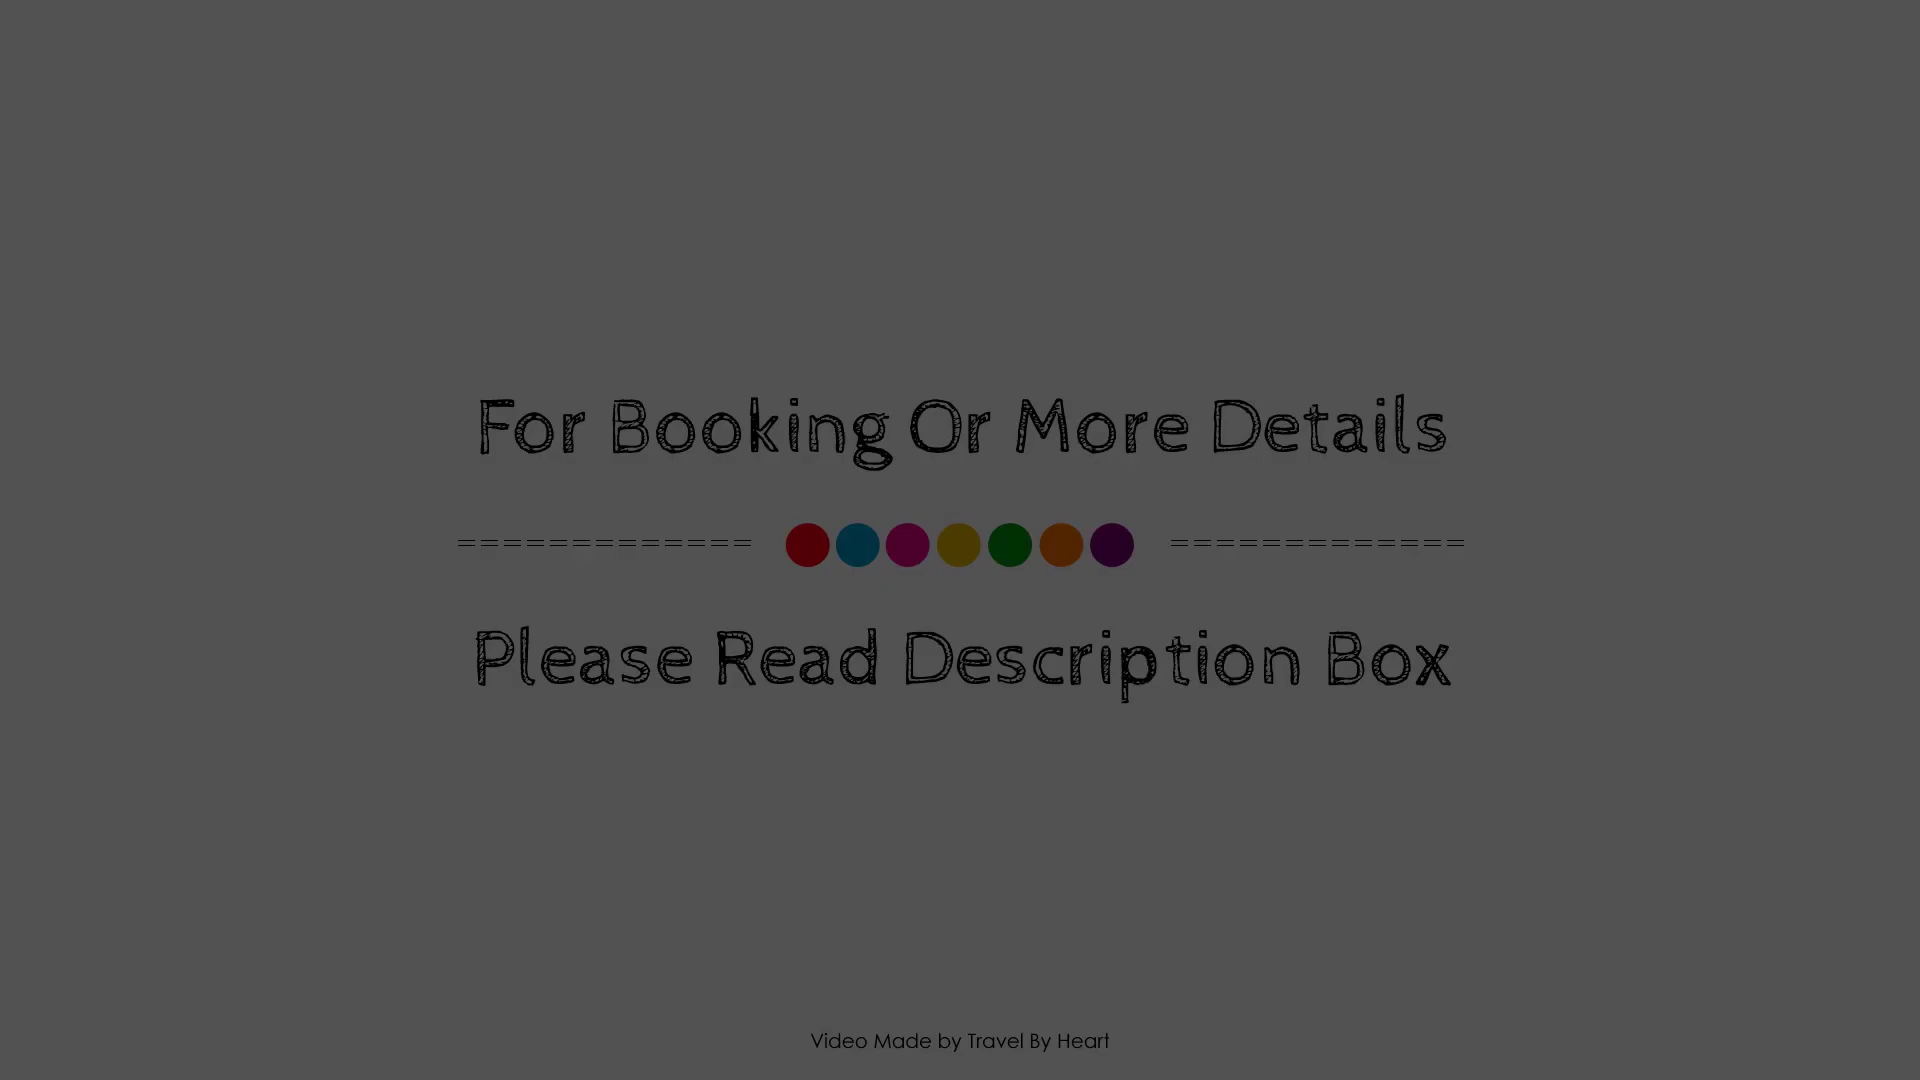 For Booking Or More Details
============= =============
Please Read Description Box
Video Made by Travel By Heart